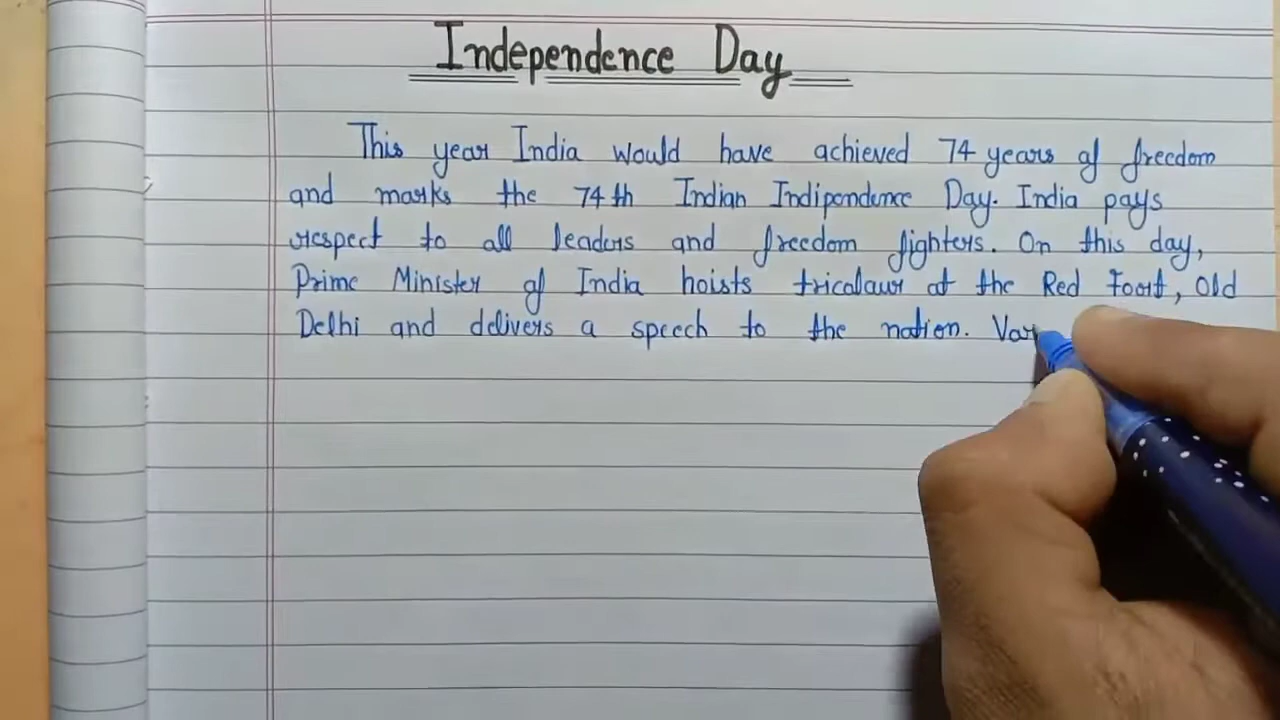 Independence Day
This year India would have achieved 74 years of freedom
and marks the 74th Indian Indipendence Day. India pays
respect to all leaders and freedom fighters. On this day,
Prime Minister of India hoists tricolour at the Red Foort, Old
Delhi and delivers a speech to the nation. Var